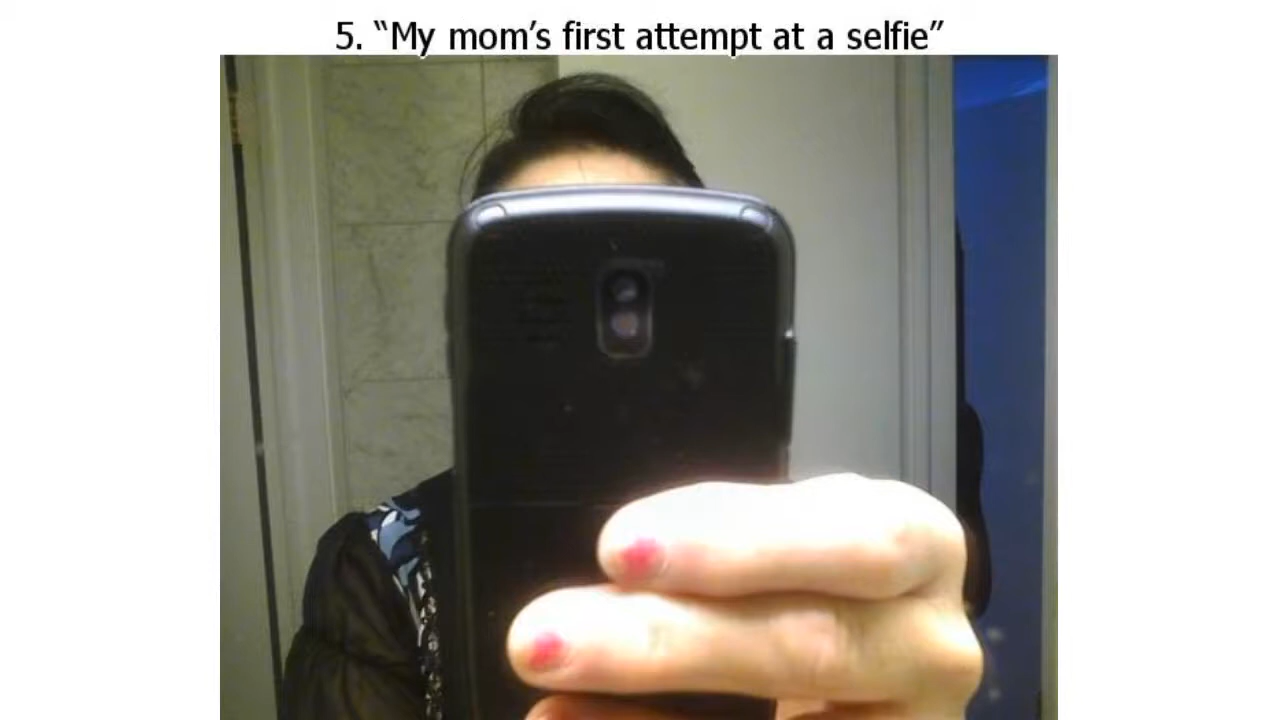 5. “My mom’s first attempt at a selfie”